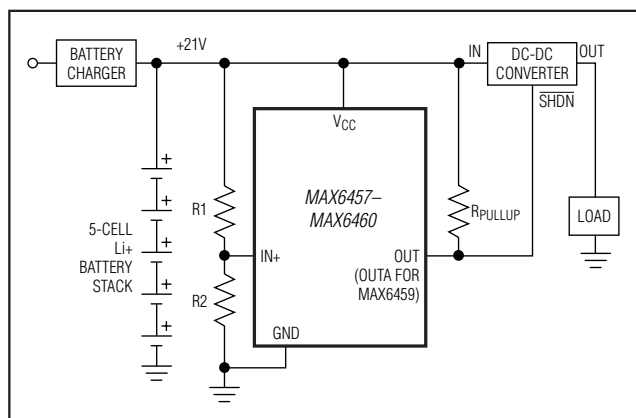 BATTERY
CHARGER
+21V
IN
DC-DC
CONVERTER
OUT
SHDN
VCC
+
+
+
+
+
5-CELL
Li+
BATTERY
STACK
R1
R2
IN+
MAX6457–
MAX6460
OUT
(OUTA FOR
MAX6459)
GND
RPULLUP
LOAD